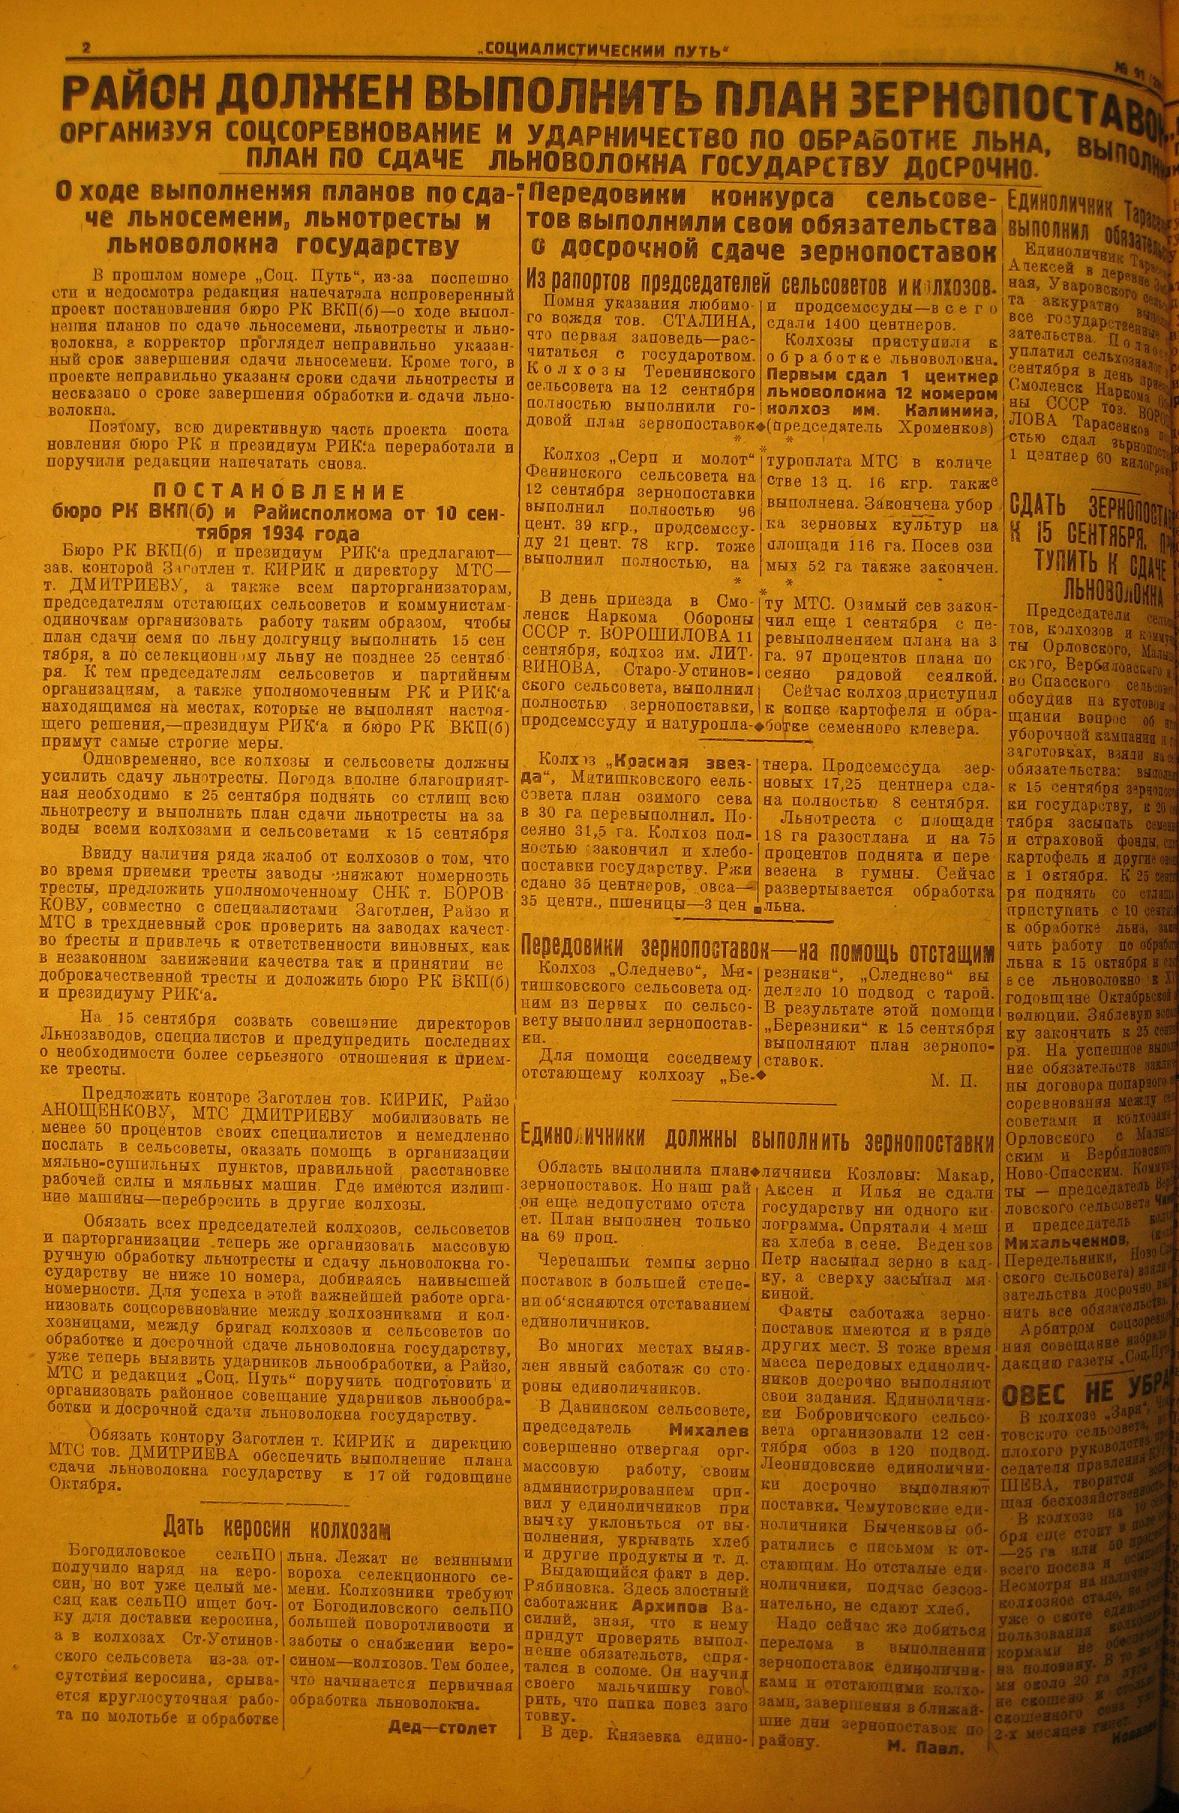 2
„СОЦИАЛИСТИЧЕСКИЙ ПУТЬ“
№ 91
РАЙОН ДОЛЖЕН ВЫПОЛНИТЬ ПЛАН ЗЕРНОПОСТАВОК
ОРГАНИЗУЯ СОЦСОРЕВНОВАНИЕ И УДАРНИЧЕСТВО ПО ОБРАБОТКЕ ЛЬНА,
ПЛАН ПО СДАЧЕ ЛЬНОВОЛОКНА ГОСУДАРСТВУ ДОСРОЧНО.
О ходе выполнения планов по сда-
че льносемени, льнотресты и
льноволокна государству
В прошлом номере „Соц. Путь“, из-за поспешно
сти и недосмотра редакция напечатала непроверенный
проект постановления бюро РК ВКП(б)—о ходе выпол-
нения планов по сдаче льносемени, льнотресты и льно-
волокна, а корректор проглядел неправильно указан-
ный срок завершения сдачи льносемени. Кроме того, в
проекте неправильно указаны сроки сдачи льнотресты и
несказано о сроке завершения обработки и сдачи льно-
волокна.
Поэтому, всю директивную часть проекта поста
новления бюро РК и президиум РИК'а переработали и
поручили редакции напечатать снова.
ПОСТАНОВЛЕНИЕ
бюро РК ВКП(б) и Райисполкома от 10 сен-
тября 1934 года
Бюро РК ВКП(б) и президиум РИК'а предлагают—
зав. конторой Заготлен т. КИРИК и директору МТС—
т. ДМИТРИЕВУ, а также всем парторганизаторам,
председателям отстающих сельсоветов и коммунистам-
одиночкам организовать работу таким образом, чтобы
план сдачи семя по льну долгунцу выполнить 15 сен
тября, а по селекционному льну не позднее 25 сентяб
ря. К тем председателям сельсоветов и партийным
организациям, а также уполномоченным РК и РИК'а
находящимся на местах, которые не выполнят настоя-
щего решения,—президиум РИК'а и бюро РК ВКП(б)
примут самые строгие меры.
Одновременно, все колхозы и сельсоветы должны
усилить сдачу льнотресты. Погода вполне благоприят-
ная необходимо к 25 сентября поднять со стлищ всю
льнотресту и выполнить план сдачи льнотресты на за
воды всеми колхозами и сельсоветами к 15 сентября
Ввиду наличия ряда жалоб от колхозов о том, что
во время приемки тресты заводы снижают номерность
тресты, предложить уполномоченному СНК т. БОРОВ
КОВУ, совместно с специалистами Заготлен, Райзо и
МТС в трехдневный срок проверить на заводах качест-
во тресты и привлечь к ответственности виновных, как
в незаконном занижении качества так и принятии не
доброкачественной тресты и доложить бюро РК ВКП(б)
и президиуму РИК'а.
На 15 сентября созвать совещание директоров
Льнозаводов, специалистов и предупредить последних
о необходимости более серьезного отношения к прием-
ке тресты.
Предложить конторе Заготлен тов. КИРИК, Райзо
АНОЩЕНКОВУ, МТС ДМИТРИЕВУ мобилизовать не
менее 50 процентов своих специалистов и немедленно
послать в сельсоветы, оказать помощь в организации
мяльно-сушильных пунктов, правильной расстановке
рабочей силы и мяльных машин. Где имеются излиш-
ние машины—перебросить в другие колхозы.
Обязать всех председателей колхозов, сельсоветов
и парторганизации теперь же организовать массовую
ручную обработку льнотресты и сдачу льноволокна го-
сударству не ниже 10 номера, добиваясь наивысшей
номерности. Для успеха в этой важнейшей работе орга-
низовать соцсоревнование между колхозниками и кол-
хозницами, между бригад колхозов и сельсоветов по
обработке и досрочной сдаче льноволокна государству,
уже теперь выявить ударников льнообработки, а Райзо,
МТС и редакция „Соц. Путь“ поручить подготовить и
организовать районное совещание ударников льнообра-
ботки и досрочной сдачи льноволокна государству.
Обязать контору Заготлен т. КИРИК и дирекцию
МТС тов. ДМИТРИЕВА обеспечить выполнение плана
сдачи льноволокна государству к 17 ой годовщине
Октября.
Дать керосин колхозам
Богодиловское сельПО
получило наряд на керо-
син, но вот уже целый ме-
сяц как сельПО ищет боч-
ку для доставки керосина,
а в колхозах Ст-Устинов-
ского сельсовета из-за от-
сутствия керосина, срыва-
ется круглосуточная рабо-
та по молотьбе и обработке
льна. Лежат не веянными
вороха селекционного се-
мени. Колхозники требуют
от Богодиловского сельПО
большей поворотливости и
заботы о снабжении керо-
сином—колхозов. Тем более,
что начинается первичная
обработка льноволокна.
Дед—столет
Передовики конкурса сельсове-
тов выполнили свои обязательства
о досрочной сдаче зернопоставок
Из рапортов председателей сельсоветов и колхозов.
Помня указания любимо-
го вождя тов. СТАЛИНА,
что первая заповедь—рас-
читаться с государотвом.
Колхозы Теренинского
сельсовета на 12 сентября
полностью выполнили го-
довой план зернопоставок
и продсемссуды—всего
сдали 1400 центнеров.
Колхозы приступили к
обработке льноволокна.
Первым сдал 1 центнер
льноволокна 12 номером
колхоз им. Калинина,
(председатель Хроменков)
* *
Колхоз „Серп и молот“
Фенинского сельсовета на
12 сентября зернопоставки
выполнил полностью 96
цент. 39 кгр., продсемссу-
ду 21 цент. 78 кгр. тоже
выполнил полностью, на
туроплата МТС в количе
стве 13 ц. 16 кгр. также
выполнена. Закончена убор
ка зерновых культур на
площади 116 га. Посев ози
мых 52 га также закончен.
* *
В день приезда в Смо-
ленск Наркома Обороны
СССР т. ВОРОШИЛОВА 11
сентября, колхоз им. ЛИТ-
ВИНОВА, Старо-Устинов-
ского сельсовета, выполнил
полностью зернопоставки,
продсемссуду и натуропла-
ту МТС. Озимый сев закон-
чил еще 1 сентября с пе-
ревыполнением плана на 3
га. 97 процентов плана по
сеяно рядовой сеялкой.
Сейчас колхоз приступил
к копке картофеля и обра-
ботке семенного клевера.
Колхоз „Красная звез-
да“, Митишковского еель-
совета план озимого сева
в 30 га перевыполнил. По-
сеяно 31,5 га. Колхоз пол-
ностью закончил и хлебо-
поставки государству. Ржи
сдано 35 центнеров, овса—
35 центн., пшеницы—3 цен
тнера. Продсемссуда зер-
новых 17,25 центнера сда-
на полностью 8 сентября.
Льнотреста с площади
18 га разостлана и на 75
процентов поднята и пере
везена в гумны. Сейчас
развертывается обработка
льна.
Передовики зернопоставок—на помощь отстащим
Колхоз „Следнево“, Ми-
тишковского сельсовета од-
ним из первых по сельсо-
вету выполнил зернопостав-
ки.
Для помощи соседнему
отстающему колхозу „Бе-
резники“, „Следнево“ вы
делило 10 подвод с тарой.
В результате этой помощи
„Березники“ к 15 сентября
выполняют план зернопо-
ставок.
М. П.
Единоличники должны выполнить зернопоставки
Область выполнила план
зернопоставок. Но наш рай
он еще недопустимо отста
ет. План выполнен только
на 69 проц.
Черепашьи темпы зерно
поставок в большей степе-
ни об'ясняются отставанием
единоличников.
Во многих местах выяв-
лен явный саботаж со сто-
роны единоличников.
В Данинском сельсовете,
председатель Михалев
совершенно отвергая орг-
массовую работу, своим
администрированием при-
вил у единоличников при
вычку уклоньться от вы-
полнения, укрывать хлеб
и другие продукты и т. д.
Выдающийся факт в дер.
Рябиновка. Здесь злостный
саботажник Архипов Ва-
силий, зная, что к нему
придут проверять выпол-
нение обязательств, спря-
тался в соломе. Он научил
своего мальчишку гово
рить, что папка повез заго
товку.
В дер. Князевка едино-
личники Козловы: Макар,
Аксен и Илья не сдали
государству ни одного ки-
лограмма. Спрятали 4 меш
ка хлеба в сене. Веденков
Петр насыпал зерно в кад-
ку, а сверху засыпал мя-
киной.
Факты саботажа зерно-
поставок имеются и в ряде
других мест. В тоже время
масса передовых единолич-
ников досрочно выполняют
свои задания. Единоличн-
ки Бобровичского сельсо-
вета организовали 12 сен-
тября обоз в 120 подвод.
Леонидовские единолични-
ки досрочно выполняют
поставки. Чемутовские еди-
ноличники Быченковы об-
ратились с письмом к от-
стающим. Но отсталые еди-
ноличники, подчас безсоз-
нательно, не сдают хлеб.
Надо сейчас же добиться
перелома в выполнении
зернопоставок единолични-
ками и отстающими колхо-
зами, завершения в ближай-
шие дни зернопоставок по
району.
М. Павл.
Единоличник
выполнил
Единоличник
Алексей в деревне
ная, Уваровского
та аккуратно
все государственные
зательства.
уплатил сельхозналог
сентября в день
Смоленск Наркома
ны СССР тов.
ЛОВА Тарасенков
стью сдал
1 центнер 60
СДАТЬ
К 15 СЕНТЯБРЯ.
ТУПИТЬ К СДАЧЕ
ЛЬНОВОЛОКНА
Председатели
тов, колхозов и
ты Орловского,
ского, Вербиловского и
во Спасского
обсудив на кустовом
щании вопрос об
уборочной кампании и
заготовках, взяли на
обязательства:
к 15 сентября
ки государству, к 20
тября засыпать
и страховой фонды,
картофель и другие
к 1 октября. К 25
ря поднять со
приступить с 10
к обработке льна,
чить работу по
льна к 15 октября и
все льноволокно к
годовщине Октябрьской
волюции. Зяблевую
ку закончить к 25
ря. На успешное
ние обязательств
ны договора попарного
соревнования между
советами и
Орловского с
ским и Вербиловского
Ново-Спасским.
ты — председатель
ловского сельсовета
и председатель
Михальченков,
Передельники,
ского сельсовета)
зательства досрочно
нить все обязательства.
Арбитром
ния совещание избрало
дакцию газеты
ОВЕС НЕ
В колхозе „Заря“,
товского сельсовета,
плохого руководства
седателя правления
ШЕВА, творится
щая бесхозяйственность
В колхозе на 10
бря еще стоит в поле
—25 га или 50
всего посева и
Несмотря на наличие
колхозное стадо, не
уже о скоте
пользования
кормами не
на половину. В
мя около 20 га
не скошено и
скошенного
2-х месяцев гниет.